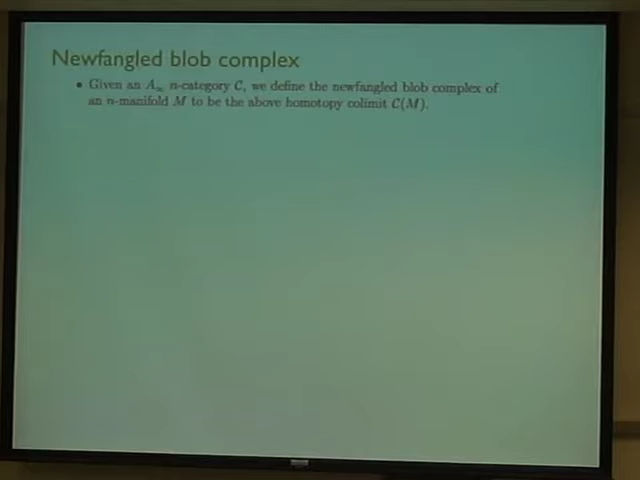 Newfangled blob complex
• Given an A∞ n-category C, we define the newfangled blob complex of
an n-manifold M to be the above homotopy colimit C(M).